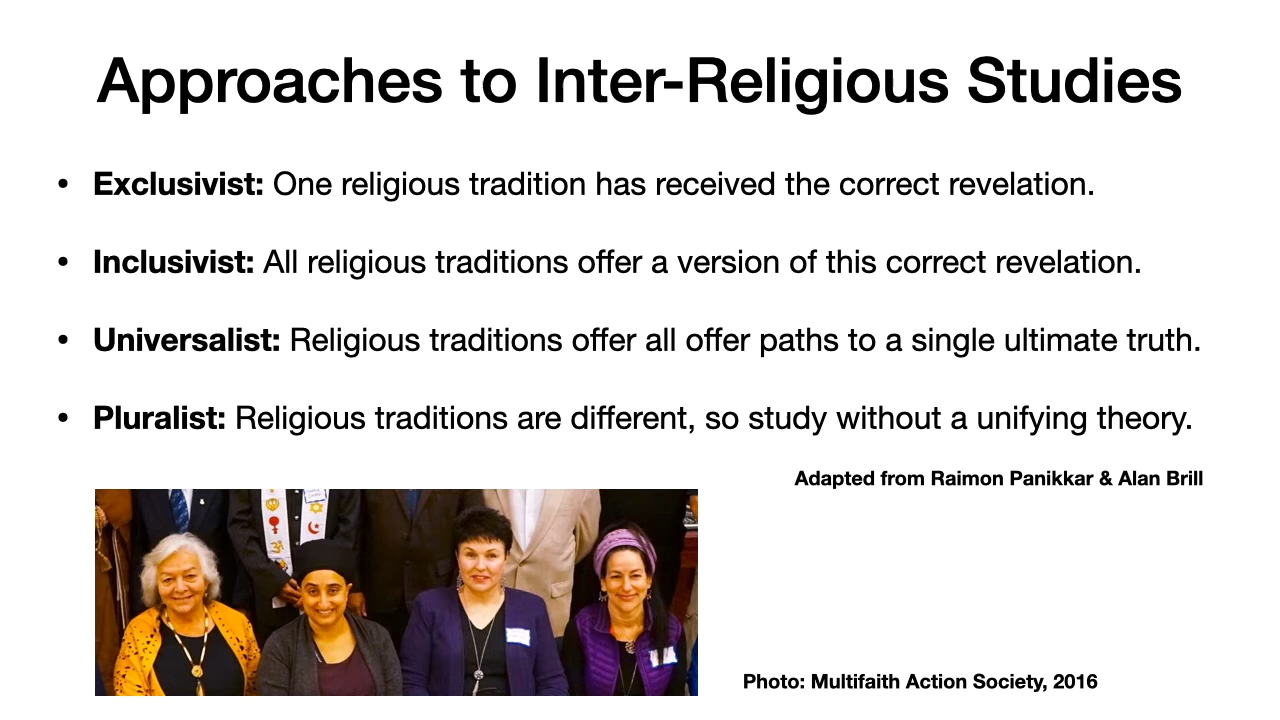 Approaches to Inter-Religious Studies
• Exclusivist: One religious tradition has received the correct revelation.
• Inclusivist: All religious traditions offer a version of this correct revelation.
• Universalist: Religious traditions offer all offer paths to a single ultimate truth.
• Pluralist: Religious traditions are different, so study without a unifying theory.
Adapted from Raimon Panikkar & Alan Brill
Photo: Multifaith Action Society, 2016